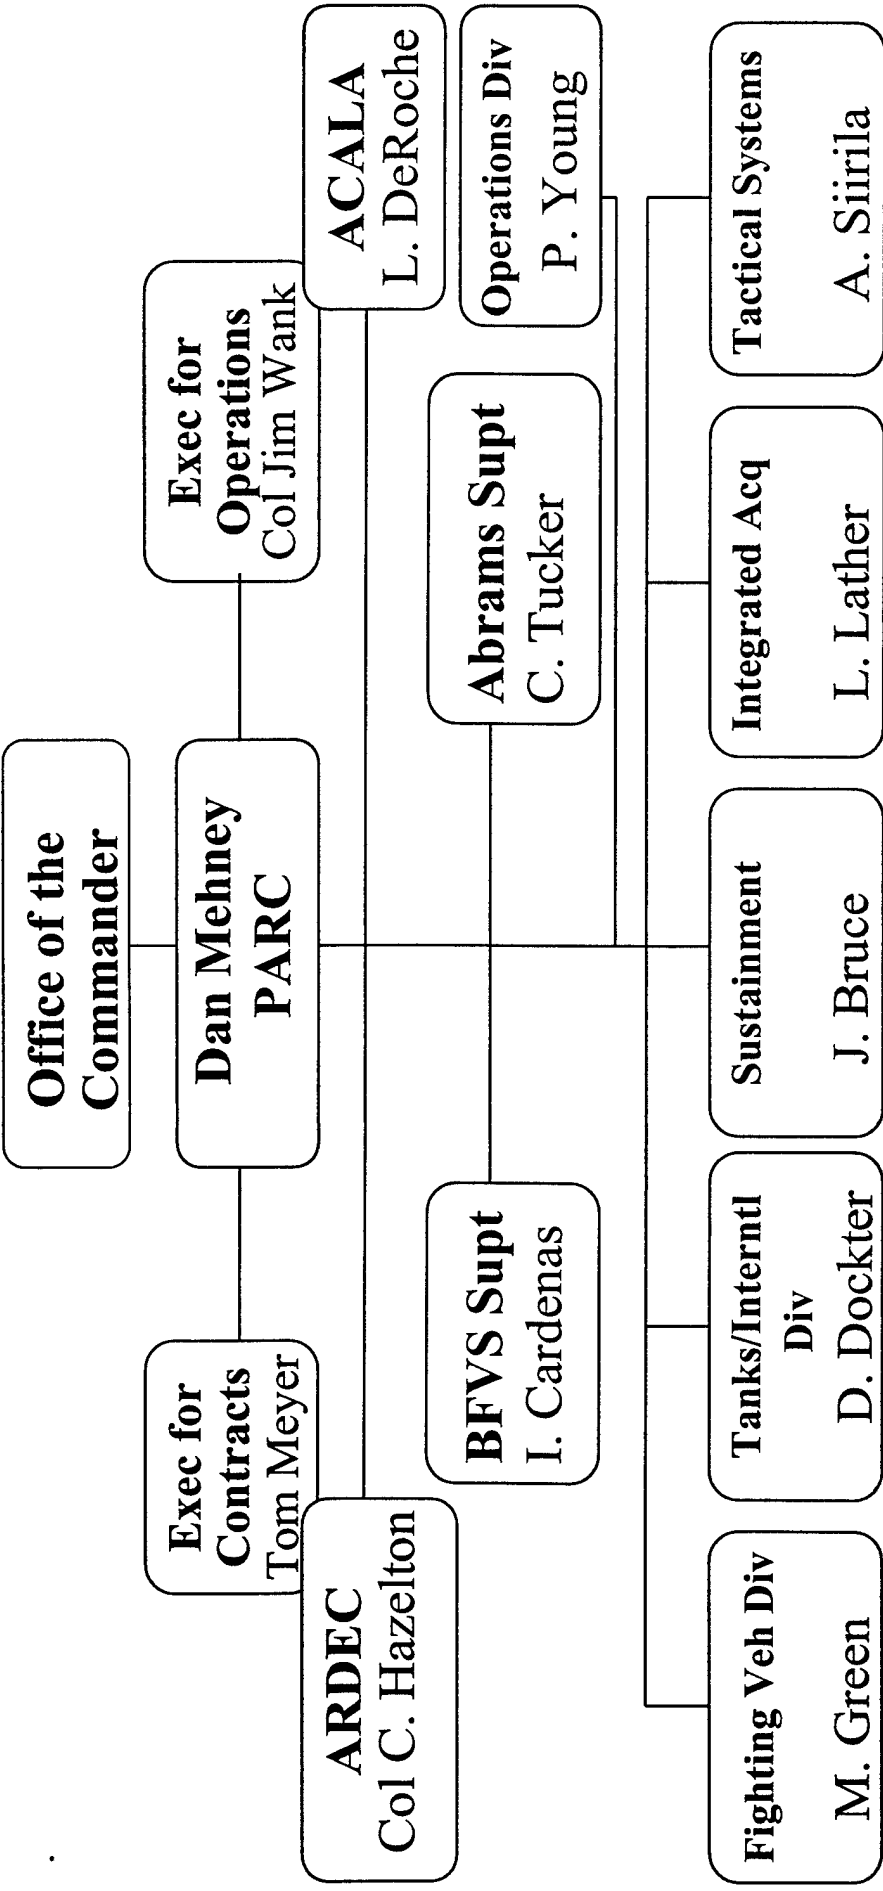 Office of the
Commander
Dan Mehney
PARC
Exec for
Contracts
Tom Meyer
Exec for
Operations
Col Jim Wank
ARDEC
Col C. Hazelton
ACALA
L. DeRoche
BFVS Supt
I. Cardenas
Abrams Supt
C. Tucker
Operations Div
P. Young
Fighting Veh Div
M. Green
Tanks/Interntl
Div
D. Dockter
Sustainment
J. Bruce
Integrated Acq
L. Lather
Tactical Systems
A. Siirila